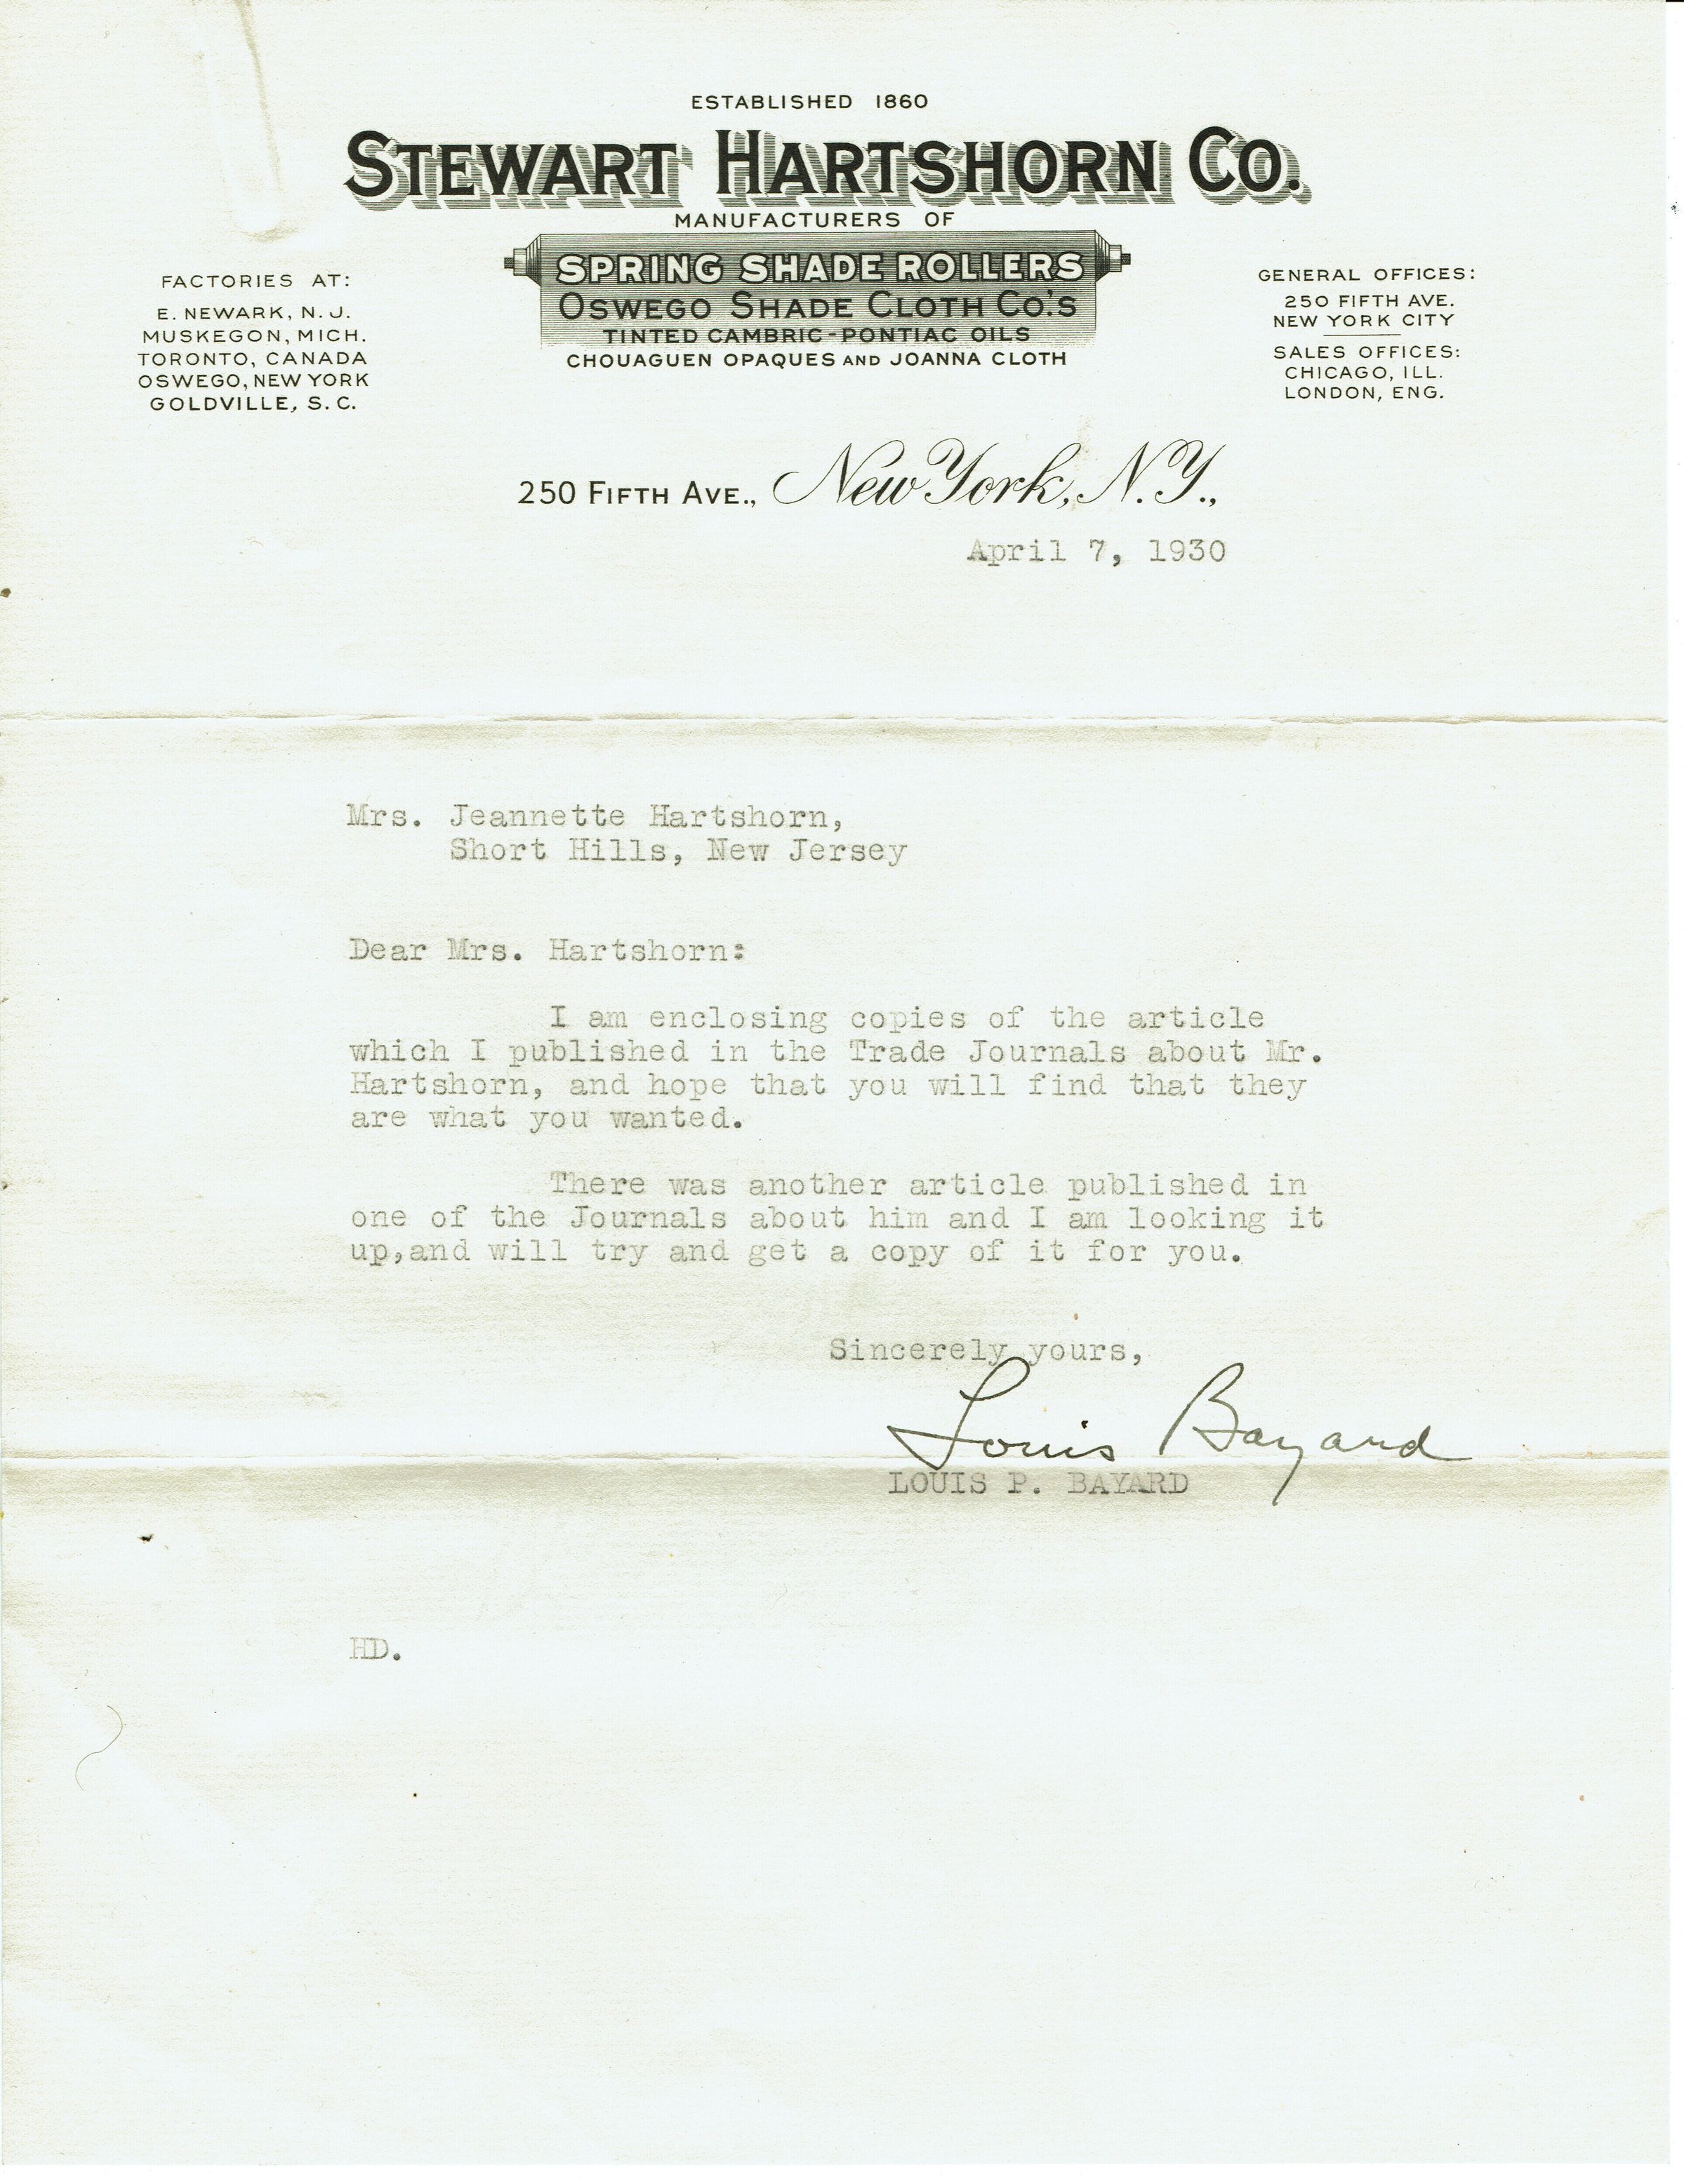 ESTABLISHED 1860
STEWART HARTSHORN CO.
MANUFACTURERS OF
SPRING SHADE ROLLERS
OSWEGO SHADE CLOTH CO.'S
TINTED CAMBRIC-PONTIAC OILS
CHOUAGUEN OPAQUES AND JOANNA CLOTH
FACTORIES AT:
E. NEWARK, N. J.
MUSKEGON, MICH.
TORONTO, CANADA
OSWEGO, NEW YORK
GOLDVILLE, S. C.
GENERAL OFFICES:
250 FIFTH AVE.
NEW YORK CITY
SALES OFFICES:
CHICAGO, ILL.
LONDON, ENG.
250 FIFTH AVE., New York, N.Y.,
April 7, 1930
Mrs. Jeannette Hartshorn,
Short Hills, New Jersey
Dear Mrs. Hartshorn:
I am enclosing copies of the article
which I published in the Trade Journals about Mr.
Hartshorn, and hope that you will find that they
are what you wanted.
There was another article published in
one of the Journals about him and I am looking it
up,and will try and get a copy of it for you.
Sincerely yours,
Louis Bayard
LOUIS P. BAYARD
HD.